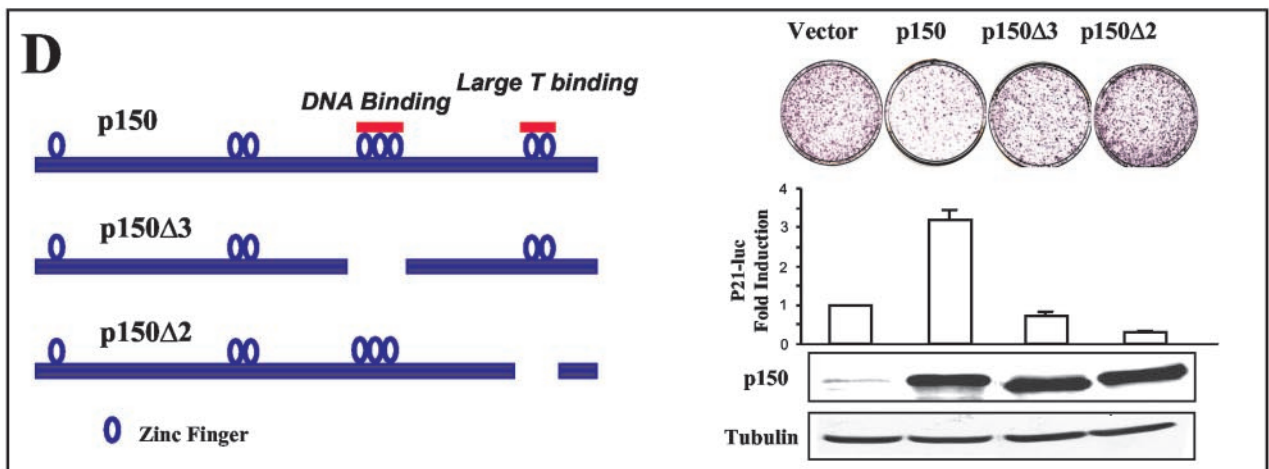 D
DNA Binding
Large T binding
p150
p150Δ3
p150Δ2
Zinc Finger
Vector p150 p150Δ3 p150Δ2
P21-luc
Fold Induction
4
3
2
1
0
p150
Tubulin